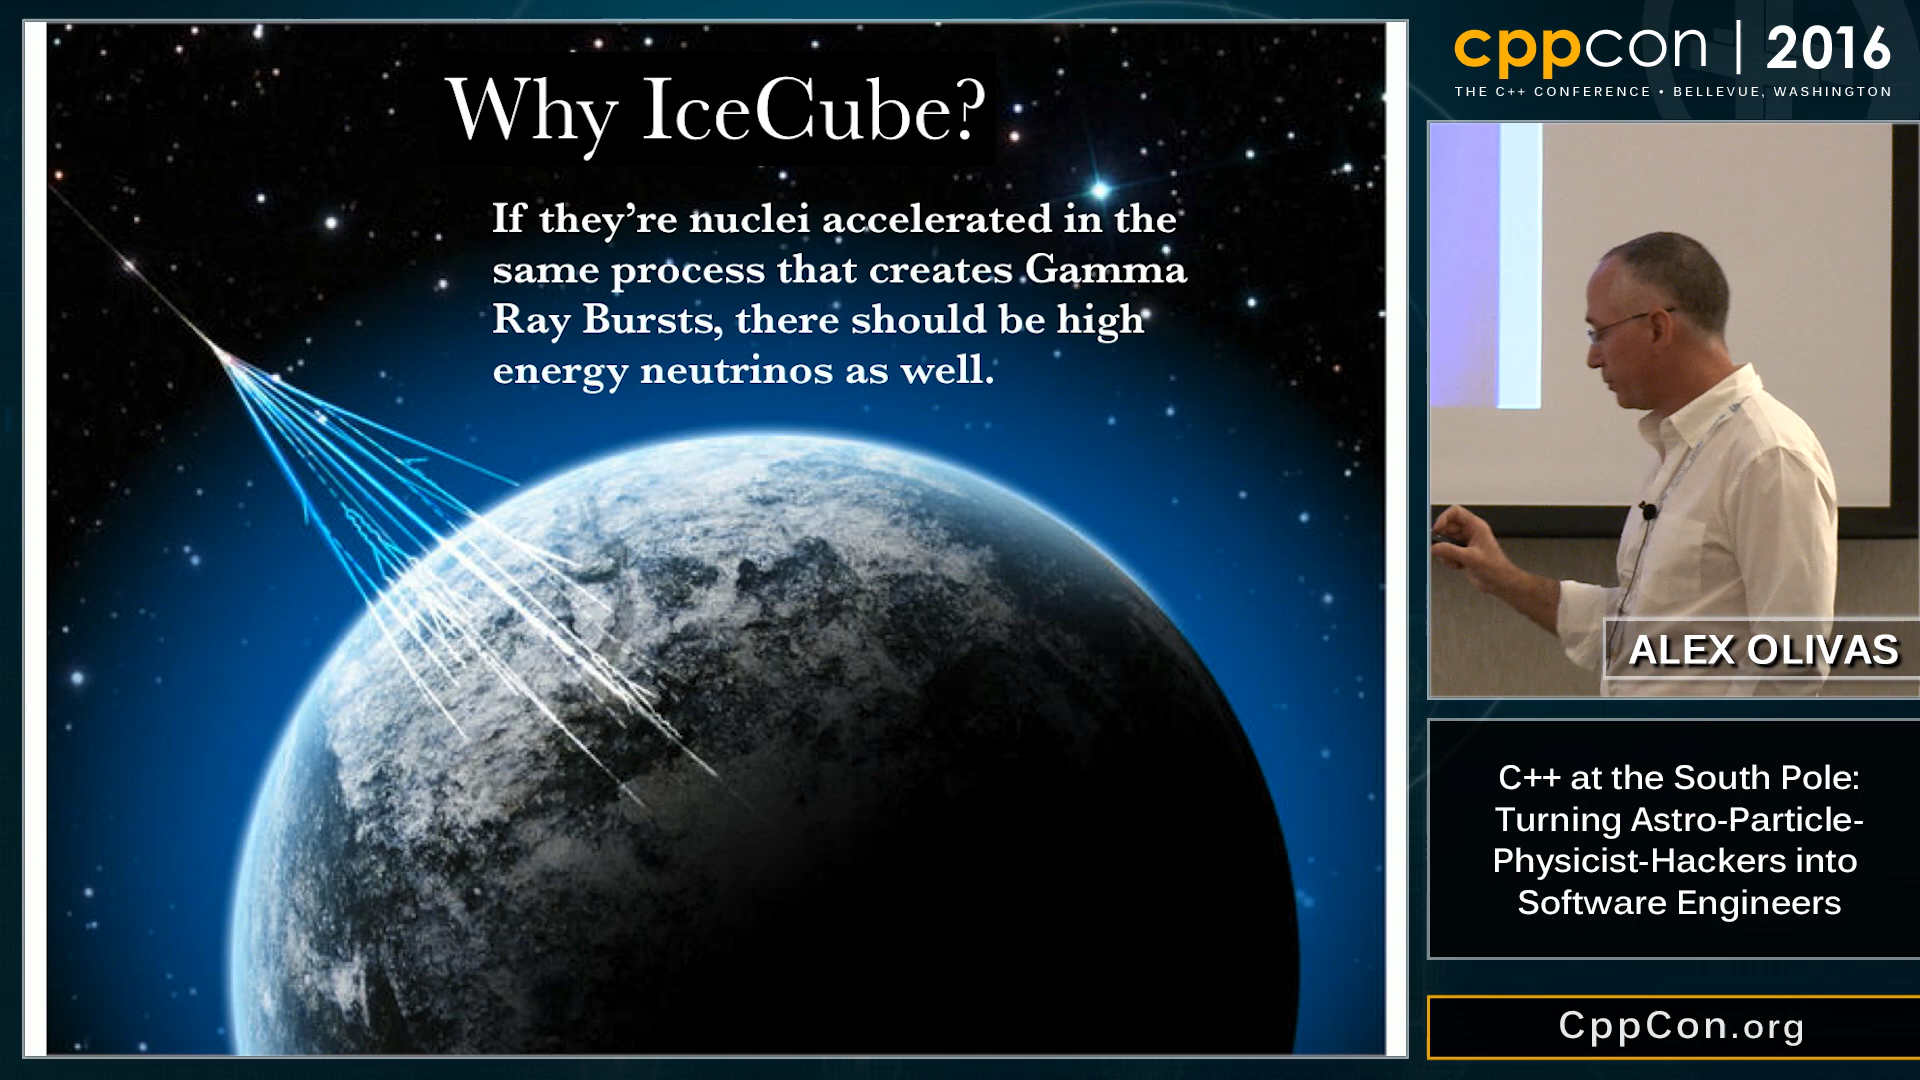 Why IceCube?
If they’re nuclei accelerated in the
same process that creates Gamma
Ray Bursts, there should be high
energy neutrinos as well.
cppcon | 2016
THE C++ CONFERENCE • BELLEVUE, WASHINGTON
ALEX OLIVAS
C++ at the South Pole:
Turning Astro-Particle-
Physicist-Hackers into
Software Engineers
CppCon.org